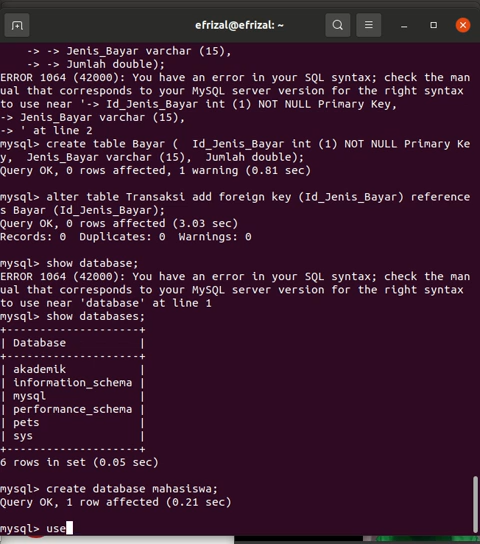 efrizal@efrizal: ~
    -> -> Jenis_Bayar varchar (15),
    -> -> Jumlah double);
ERROR 1064 (42000): You have an error in your SQL syntax; check the man
ual that corresponds to your MySQL server version for the right syntax
to use near '-> Id_Jenis_Bayar int (1) NOT NULL Primary Key,
-> Jenis_Bayar varchar (15),
-> ' at line 2
mysql> create table Bayar (  Id_Jenis_Bayar int (1) NOT NULL Primary Ke
y,  Jenis_Bayar varchar (15),  Jumlah double);
Query OK, 0 rows affected, 1 warning (0.81 sec)

mysql> alter table Transaksi add foreign key (Id_Jenis_Bayar) reference
s Bayar (Id_Jenis_Bayar);
Query OK, 0 rows affected (3.03 sec)
Records: 0  Duplicates: 0  Warnings: 0

mysql> show database;
ERROR 1064 (42000): You have an error in your SQL syntax; check the man
ual that corresponds to your MySQL server version for the right syntax
to use near 'database' at line 1
mysql> show databases;
+--------------------+
| Database           |
+--------------------+
| akademik           |
| information_schema |
| mysql              |
| performance_schema |
| pets               |
| sys                |
+--------------------+
6 rows in set (0.05 sec)

mysql> create database mahasiswa;
Query OK, 1 row affected (0.21 sec)

mysql> use